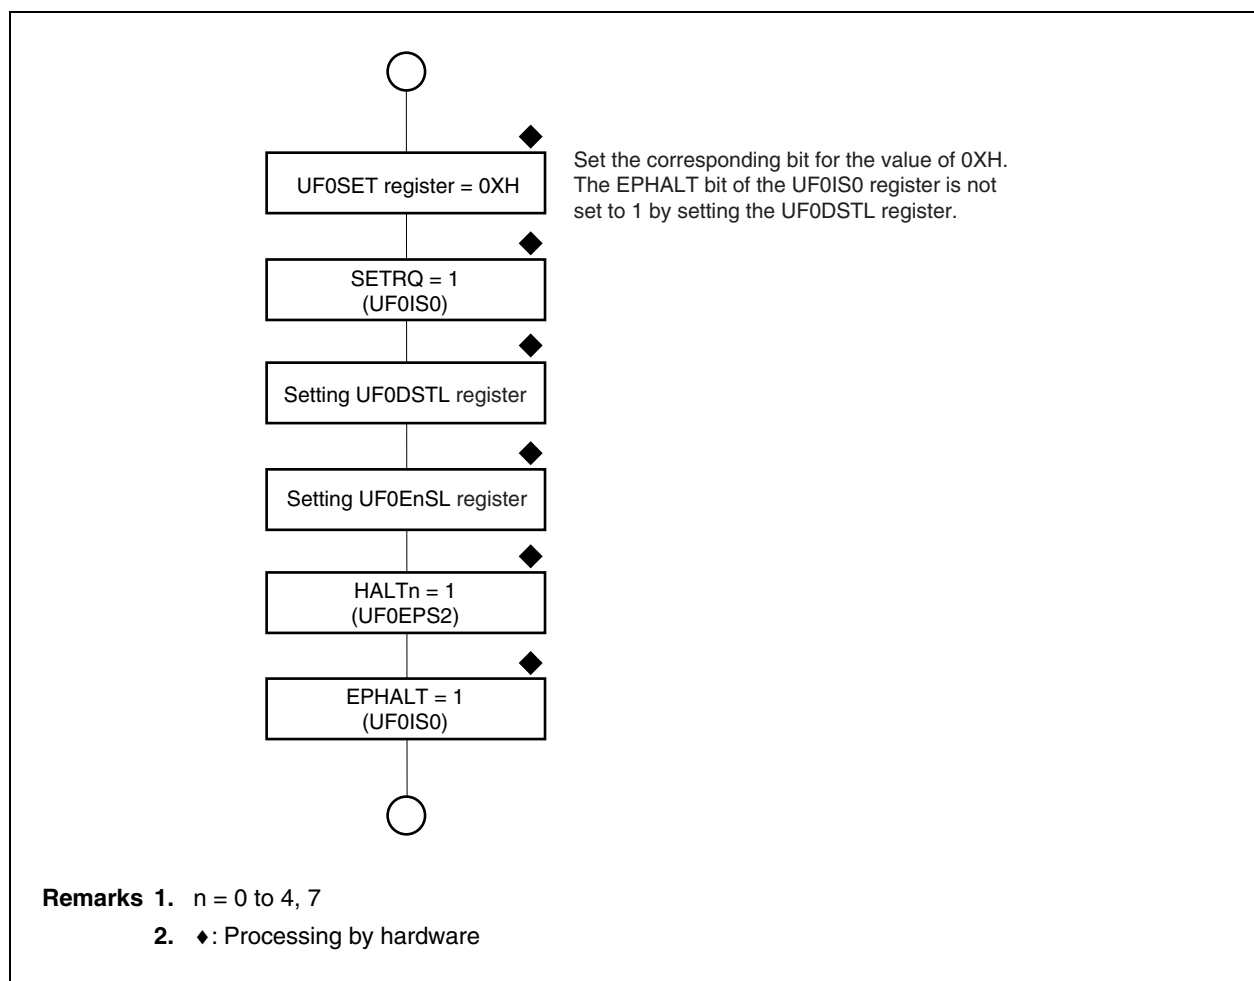 UF0SET register = 0XH
Set the corresponding bit for the value of 0XH.
The EPHALT bit of the UF0IS0 register is not
set to 1 by setting the UF0DSTL register.
SETRQ = 1
(UF0IS0)
Setting UF0DSTL register
Setting UF0EnSL register
HALTn = 1
(UF0EPS2)
EPHALT = 1
(UF0IS0)
Remarks 1. n = 0 to 4, 7
2. ♦: Processing by hardware